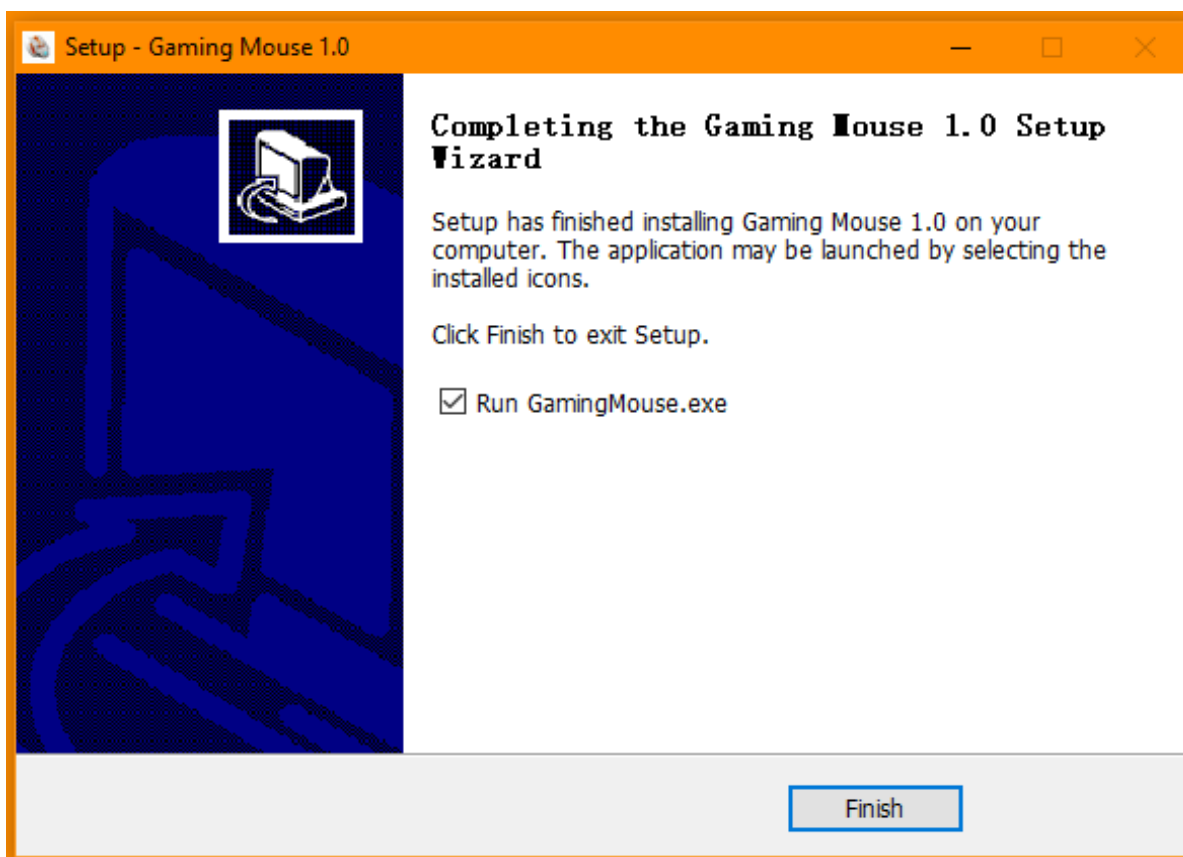 Setup - Gaming Mouse 1.0
Completing the Gaming Mouse 1.0 Setup
Wizard
Setup has finished installing Gaming Mouse 1.0 on your
computer. The application may be launched by selecting the
installed icons.
Click Finish to exit Setup.
Run GamingMouse.exe
Finish